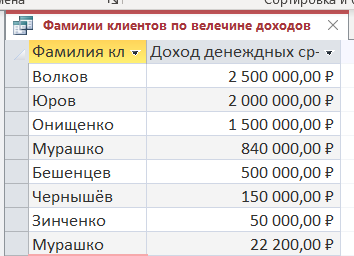 Сортировка и
Фамилии клиентов по велечине доходов
Фамилия кл Доход денеждных ср-
Волков 2 500 000,00 ₽
Юров 2 000 000,00 ₽
Онищенко 1 500 000,00 ₽
Мурашко 840 000,00 ₽
Бешенцев 500 000,00 ₽
Чернышёв 150 000,00 ₽
Зинченко 50 000,00 ₽
Мурашко 22 200,00 ₽